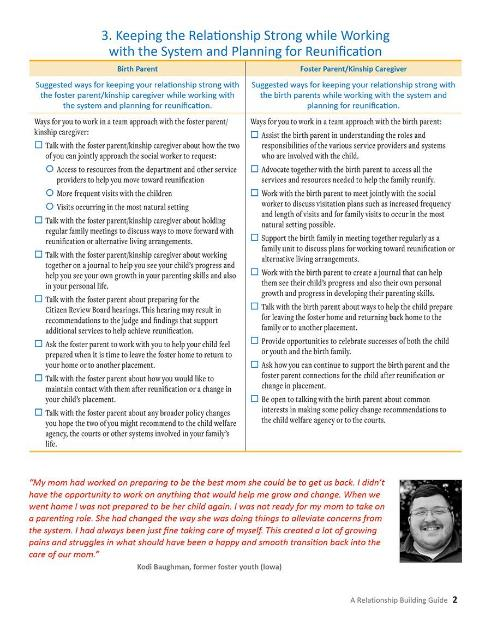 3. Keeping the Relationship Strong while Working
with the System and Planning for Reunification
Birth Parent
Suggested ways for keeping your relationship strong with
the foster parent/kinship caregiver while working with
the system and planning for reunification.
Ways for you to work in a team approach with the foster parent/
kinship caregiver:
Talk with the foster parent/kinship caregiver about how the two
of you can jointly approach the social worker to request:
Access to resources from the department and other service
providers to help you move toward reunification
More frequent visits with the children
Visits occurring in the most natural setting
Talk with the foster parent/kinship caregiver about holding
regular family meetings to discuss ways to move forward with
reunification or alternative living arrangements.
Talk with the foster parent/kinship caregiver about working
together on a journal to help you see your child's progress and
help you see your own growth in your parenting skills and also
in your personal life.
Talk with the foster parent about preparing for the
Citizen Review Board hearings. This hearing may result in
recommendations to the judge and findings that support
additional services to help achieve reunification.
Ask the foster parent to work with you to help your child feel
prepared when it is time to leave the foster home to return to
your home or to another placement.
Talk with the foster parent about how you would like to
maintain contact with them after reunification or a change in
your child's placement.
Talk with the foster parent about any broader policy changes
you hope the two of you might recommend to the child welfare
agency, the courts or other systems involved in your family's
life.
Foster Parent/Kinship Caregiver
Suggested ways for keeping your relationship strong with
the birth parents while working with the system and
planning for reunification.
Ways for you to work in a team approach with the birth parent:
Assist the birth parent in understanding the roles and
responsibilities of the various service providers and systems
who are involved with the child.
Advocate together with the birth parent to access all the
services and resources needed to help the family reunify.
Work with the birth parent to meet jointly with the social
worker to discuss visitation plans such as increased frequency
and length of visits and for family visits to occur in the most
natural setting possible.
Support the birth family in meeting together regularly as a
family unit to discuss plans for working toward reunification or
alternative living arrangements.
Work with the birth parent to create a journal that can help
them see their child's progress and also their own personal
growth and progress in developing their parenting skills.
Talk with the birth parent about ways to help the child prepare
for leaving the foster home and returning back home to the
family or to another placement.
Provide opportunities to celebrate successes of both the child
or youth and the birth family.
Ask how you can continue to support the birth parent and the
foster parent connections for the child after reunification or
change in placement.
Be open to talking with the birth parent about common
interests in making some policy change recommendations to
the child welfare agency or to the courts.
"My mom had worked on preparing to be the best mom she could be to get us back. I didn't
have the opportunity to work on anything that would help me grow and change. When we
went home I was not prepared to be her child again. I was not ready for my mom to take on
a parenting role. She had changed the way she was doing things to alleviate concerns from
the system. I had always been just fine taking care of myself. This created a lot of growing
pains and struggles in what should have been a happy and smooth transition back into the
care of our mom."
Kodi Baughman, former foster youth (Iowa)
A Relationship Building Guide 2